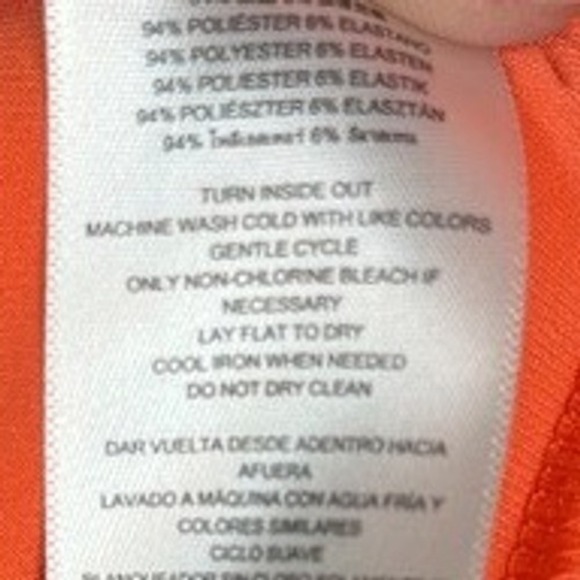 94% POLIÉSTER 6% ELASTANO
94% POLYESTER 6% ELASTEN
94% POLIESTER 6% ELASTIK
94% POLIÉSZTER 6% ELASZTÁN
94% 6%
TURN INSIDE OUT
MACHINE WASH COLD WITH LIKE COLORS
GENTLE CYCLE
ONLY NON-CHLORINE BLEACH IF
NECESSARY
LAY FLAT TO DRY
COOL IRON WHEN NEEDED
DO NOT DRY CLEAN
DAR VUELTA DESDE ADENTRO HACIA
AFUERA
LAVADO A MÁQUINA CON AGUA FRÍA Y
COLORES SIMILARES
CICLO SUAVE